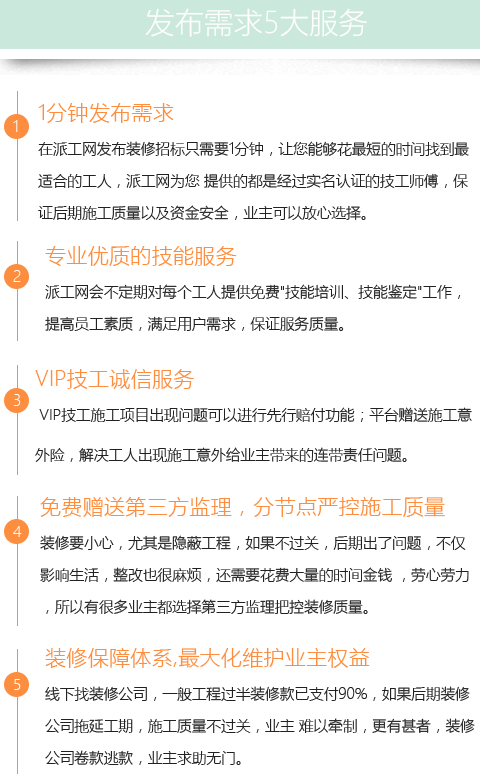 发布需求5大服务
1
1分钟发布需求
在派工网发布装修招标只需要1分钟，让您能够花最短的时间找到最
适合的工人，派工网为您 提供的都是经过实名认证的技工师傅，保
证后期施工质量以及资金安全，业主可以放心选择。
2
专业优质的技能服务
派工网会不定期对每个工人提供免费"技能培训、技能鉴定"工作，
提高员工素质，满足用户需求，保证服务质量。
3
VIP技工诚信服务
VIP技工施工项目出现问题可以进行先行赔付功能；平台赠送施工意
外险，解决工人出现施工意外给业主带来的连带责任问题。
4
免费赠送第三方监理，分节点严控施工质量
装修要小心，尤其是隐蔽工程，如果不过关，后期出了问题，不仅
影响生活，整改也很麻烦，还需要花费大量的时间金钱 ，劳心劳力
，所以有很多业主都选择第三方监理把控装修质量。
5
装修保障体系,最大化维护业主权益
线下找装修公司，一般工程过半装修款已支付90%，如果后期装修
公司拖延工期，施工质量不过关，业主 难以牵制，更有甚者，装修
公司卷款逃款，业主求助无门。